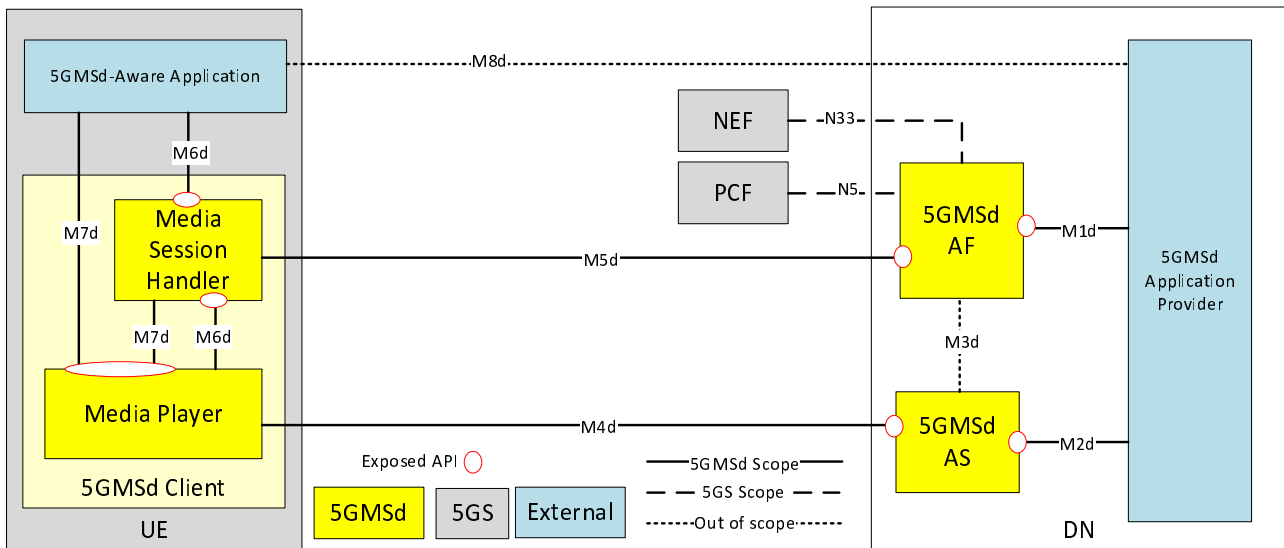 5GMSd-Aware Application
M8d
NEF
N33
M6d
PCF
N5
Media
Session
Handler
5GMSd
AF
M1d
M7d
M5d
5GMSd
Application
Provider
M7d
M6d
M3d
Media Player
M4d
5GMSd
AS
M2d
Exposed API
5GMSd Scope
5GS Scope
Out of scope
5GMSd Client
5GMSd
5GS
External
UE
DN